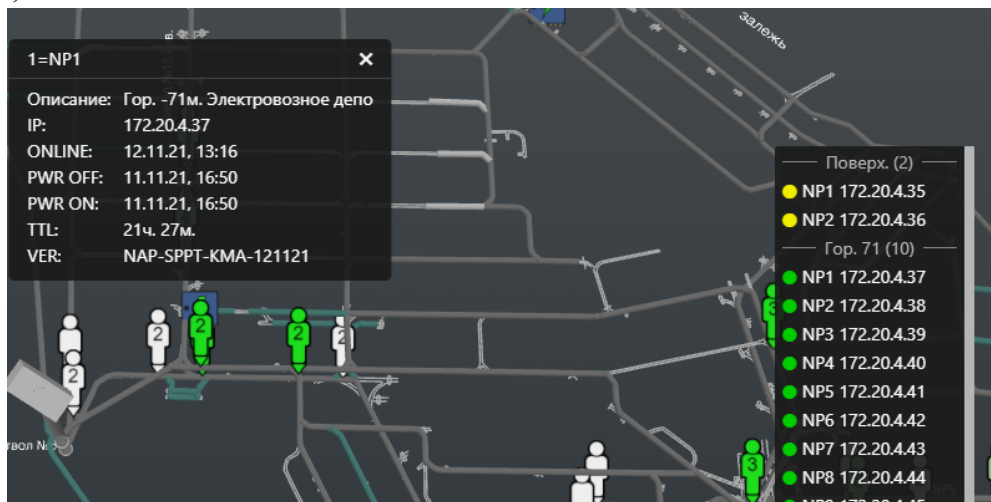 залежь
1=NP1
×
Описание: Гор. -71м. Электровозное депо
IP: 172.20.4.37
ONLINE: 12.11.21, 13:16
PWR OFF: 11.11.21, 16:50
PWR ON: 11.11.21, 16:50
TTL: 21ч. 27м.
VER: NAP-SPPT-KMA-121121
Поверх. (2)
NP1 172.20.4.35
NP2 172.20.4.36
Гор. 71 (10)
NP1 172.20.4.37
NP2 172.20.4.38
NP3 172.20.4.39
NP4 172.20.4.40
NP5 172.20.4.41
NP6 172.20.4.42
NP7 172.20.4.43
NP8 172.20.4.44
2
2
2
2
2
3
3